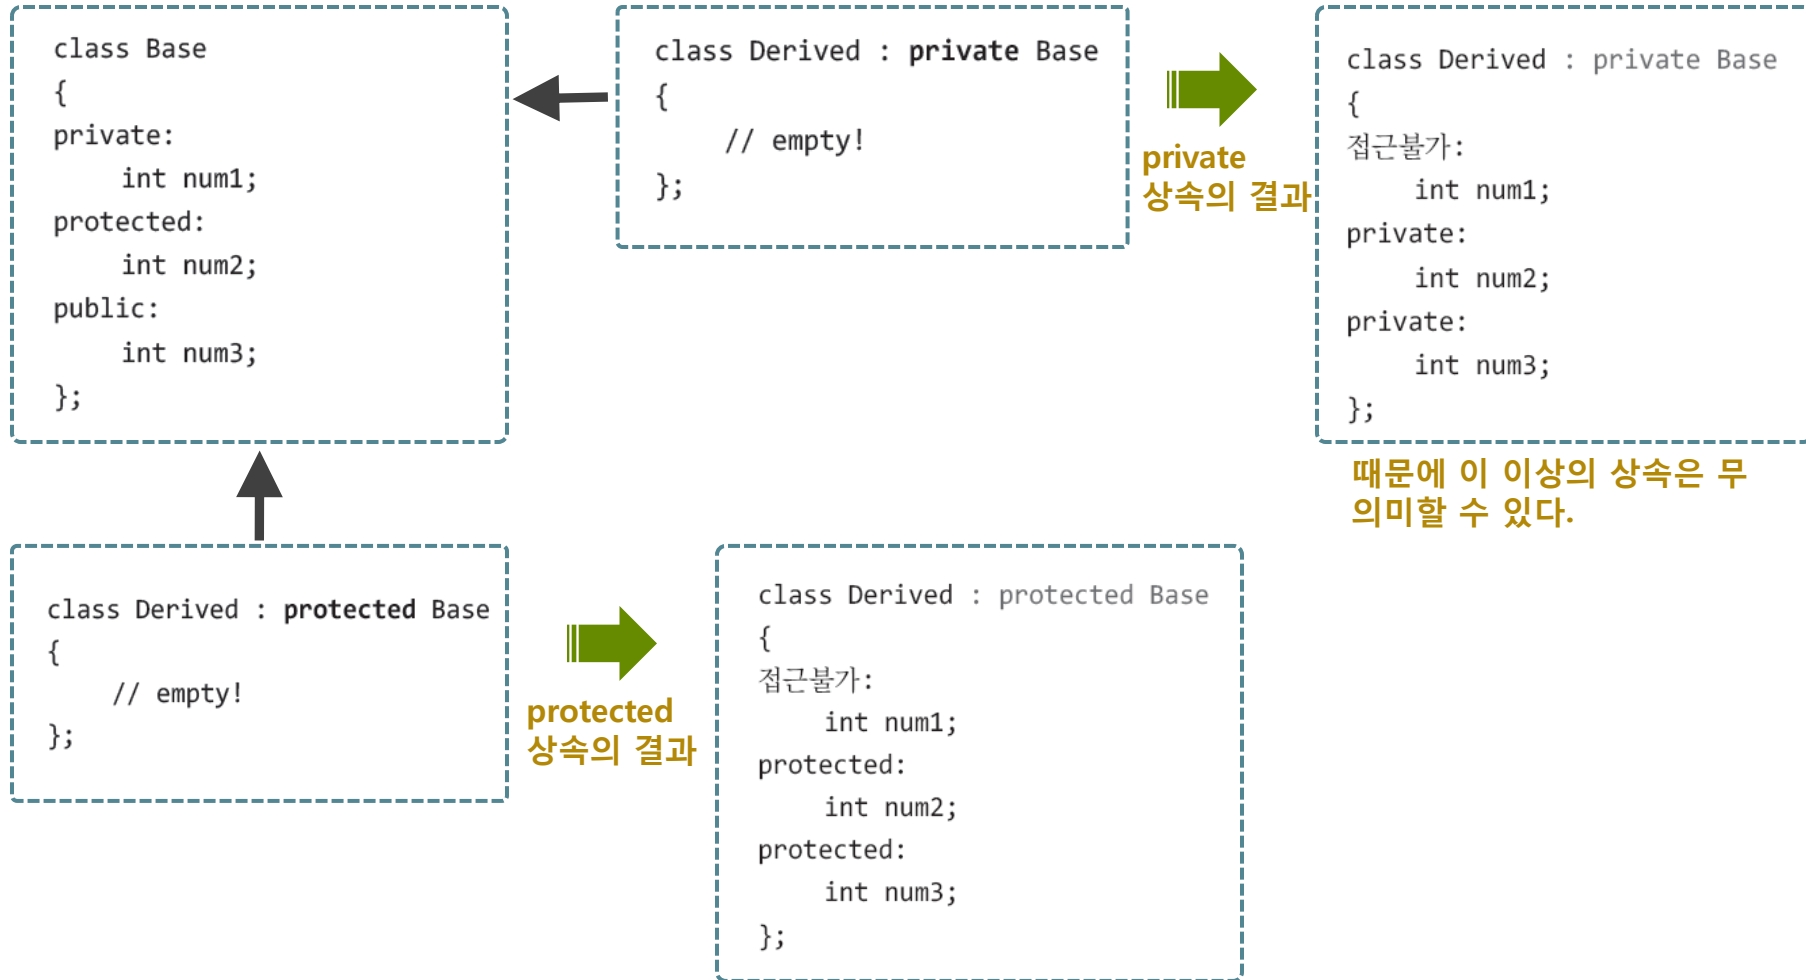 class Base
{
private:
int num1;
protected:
int num2;
public:
int num3;
};
class Derived : private Base
{
// empty!
};
private
상속의 결과
class Derived : private Base
{
접근불가:
int num1;
private:
int num2;
private:
int num3;
};
때문에 이 이상의 상속은 무
의미할 수 있다.
class Derived : protected Base
{
// empty!
};
protected
상속의 결과
class Derived : protected Base
{
접근불가:
int num1;
protected:
int num2;
protected:
int num3;
};